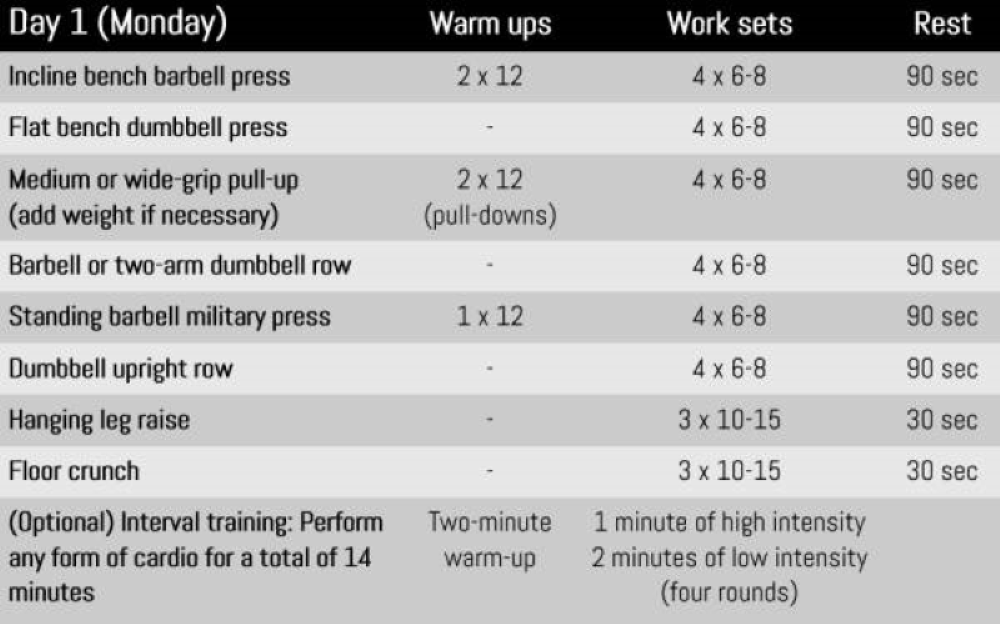 Day 1 (Monday) Warm ups Work sets Rest
Incline bench barbell press 2 x 12 4 x 6-8 90 sec
Flat bench dumbbell press - 4 x 6-8 90 sec
Medium or wide-grip pull-up 2 x 12 4 x 6-8 90 sec
(add weight if necessary) (pull-downs)
Barbell or two-arm dumbbell row - 4 x 6-8 90 sec
Standing barbell military press 1 x 12 4 x 6-8 90 sec
Dumbbell upright row - 4 x 6-8 90 sec
Hanging leg raise - 3 x 10-15 30 sec
Floor crunch - 3 x 10-15 30 sec
(Optional) Interval training: Perform Two-minute 1 minute of high intensity
any form of cardio for a total of 14 warm-up 2 minutes of low intensity
minutes (four rounds)